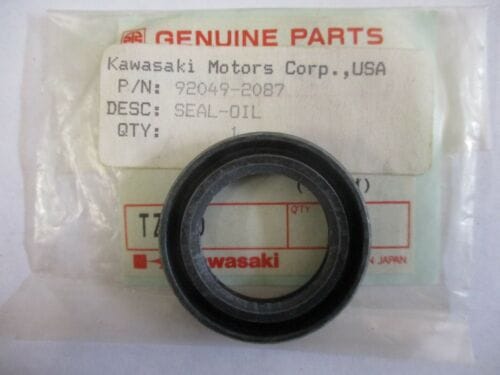 GENUINE PARTS
Kawasaki Motors Corp.,USA
P/N: 92049-2087
DESC: SEAL-OIL
QTY: 1
QTY
Kawasaki
JAPAN